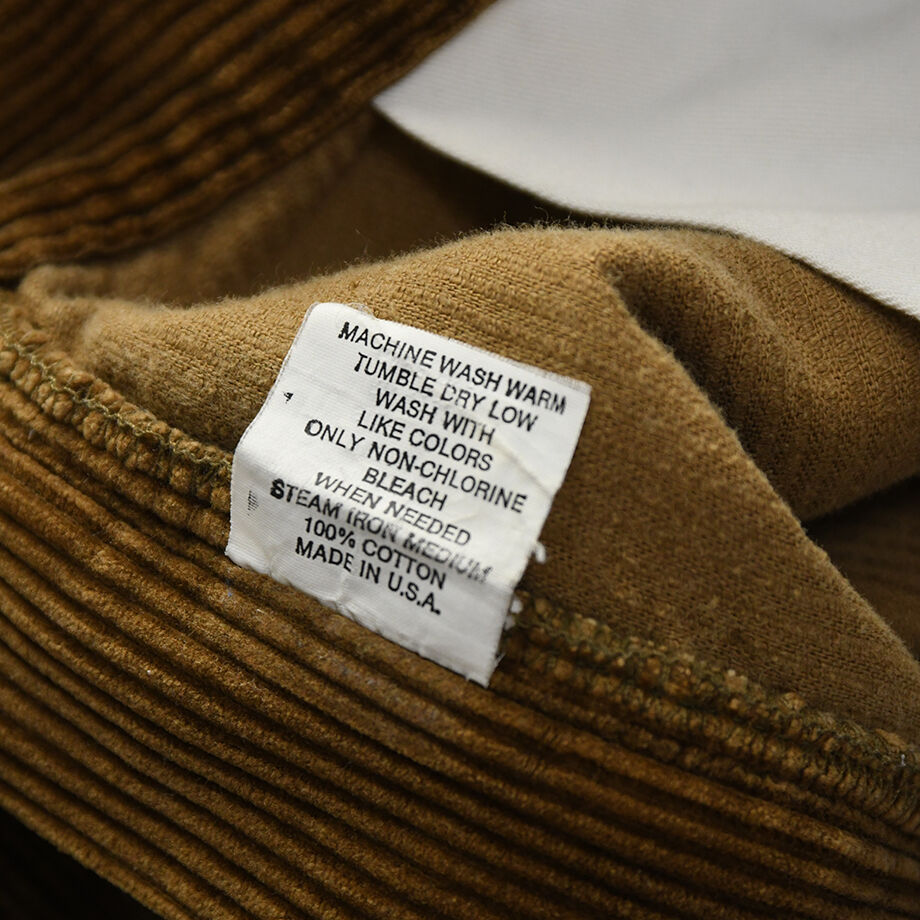 MACHINE WASH WARM
TUMBLE DRY LOW
WASH WITH
LIKE COLORS
ONLY NON-CHLORINE
BLEACH
WHEN NEEDED
STEAM IRON MEDIUM
100% COTTON
MADE IN U.S.A.